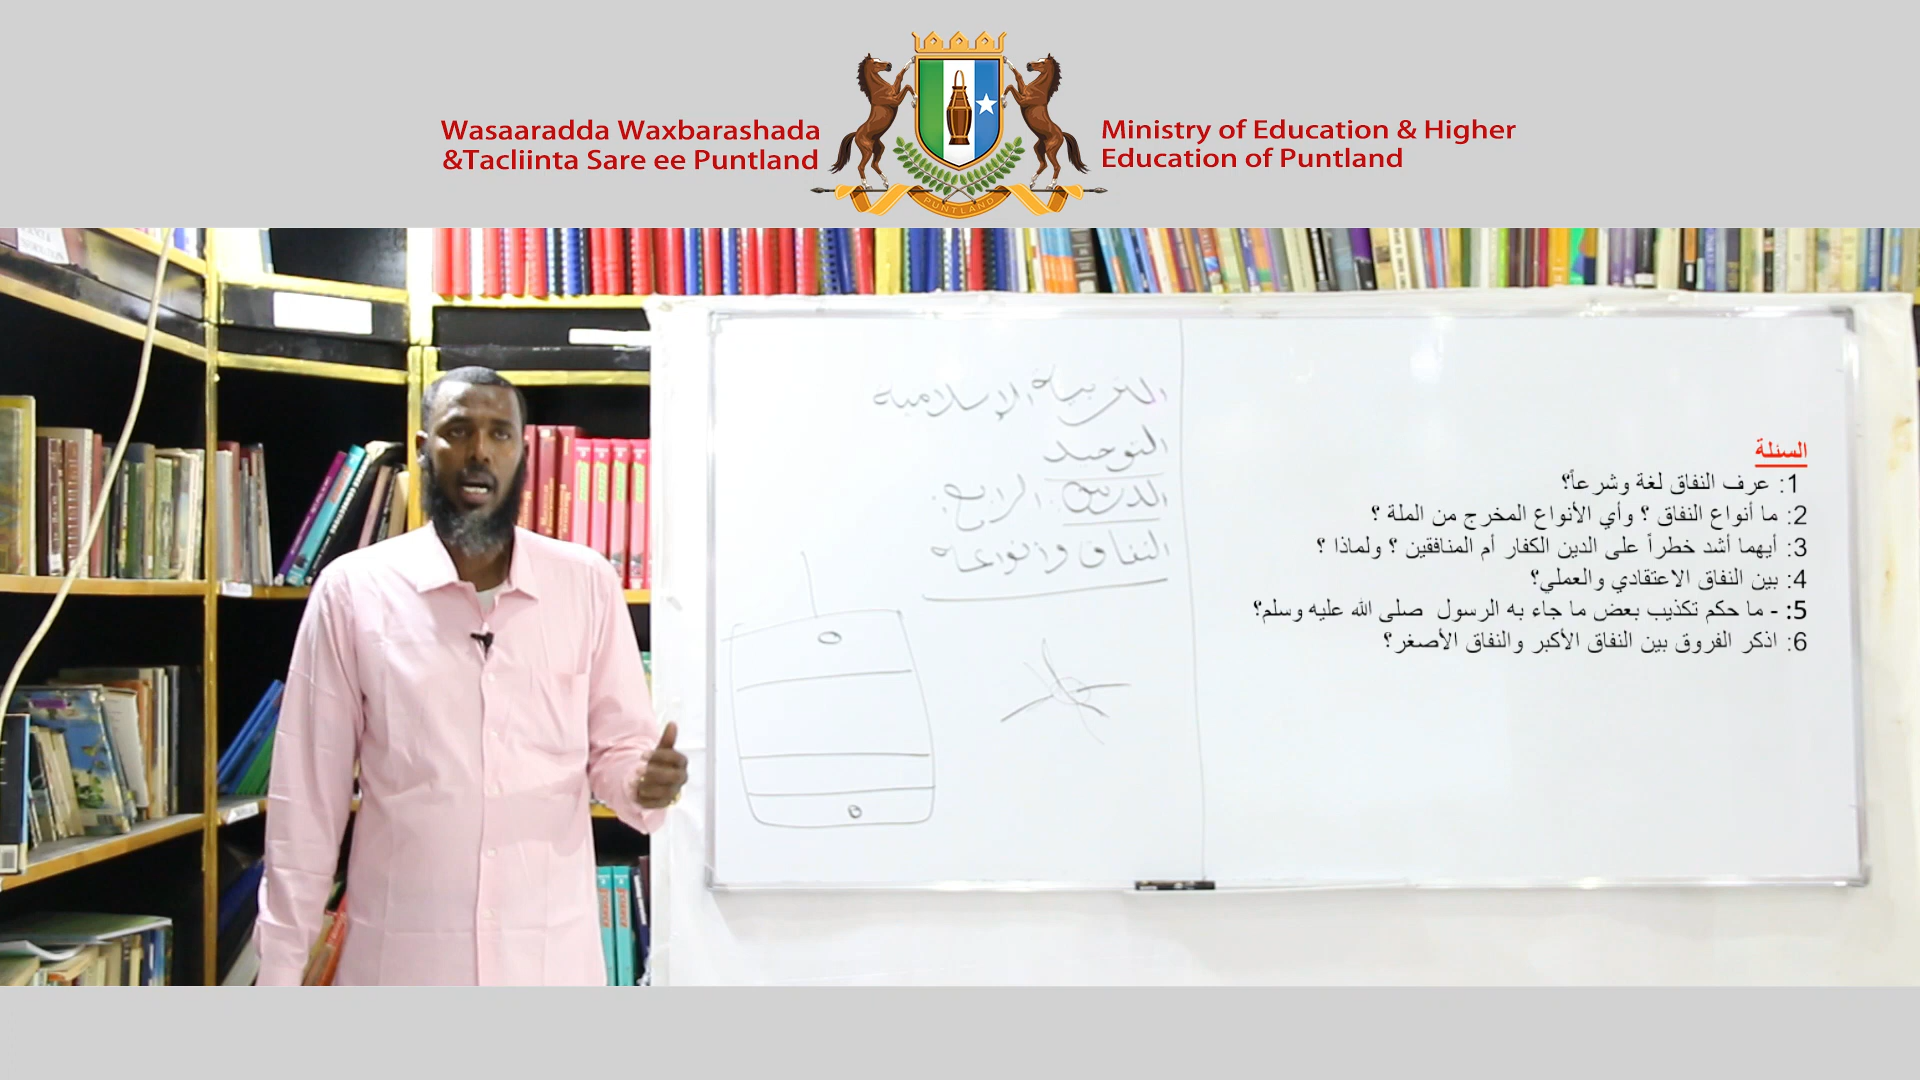 Wasaaradda Waxbarashada
&Tacliinta Sare ee Puntland
Ministry of Education & Higher
Education of Puntland
PUNTLAND
التربية الإسلامية
التوحيد
الدرس الرابع:
النفاق وأنواعه
السئلة
1: عرف النفاق لغة وشرعاً؟
2: ما أنواع النفاق ؟ وأي الأنواع المخرج من الملة ؟
3: أيهما أشد خطراً على الدين الكفار أم المنافقين ؟ ولماذا ؟
4: بين النفاق الاعتقادي والعملي؟
5: - ما حكم تكذيب بعض ما جاء به الرسول صلى الله عليه وسلم؟
6: اذكر الفروق بين النفاق الأكبر والنفاق الأصغر؟